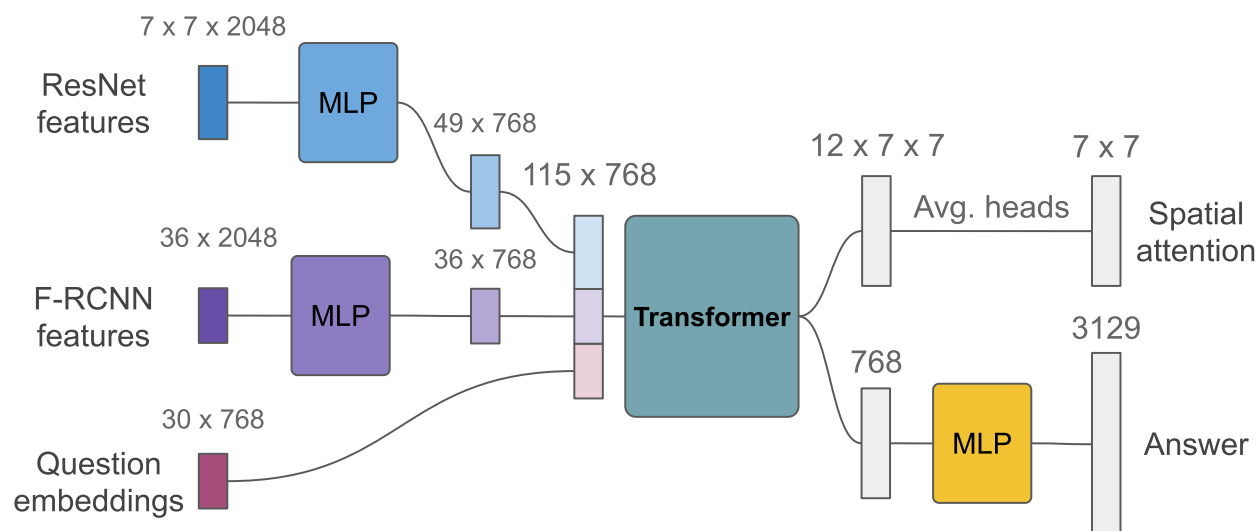 7 x 7 x 2048
ResNet
features
MLP
49 x 768
115 x 768
36 x 2048
F-RCNN
features
MLP
36 x 768
30 x 768
Question
embeddings
Transformer
12 x 7 x 7
Avg. heads
7 x 7
Spatial
attention
768
MLP
3129
Answer